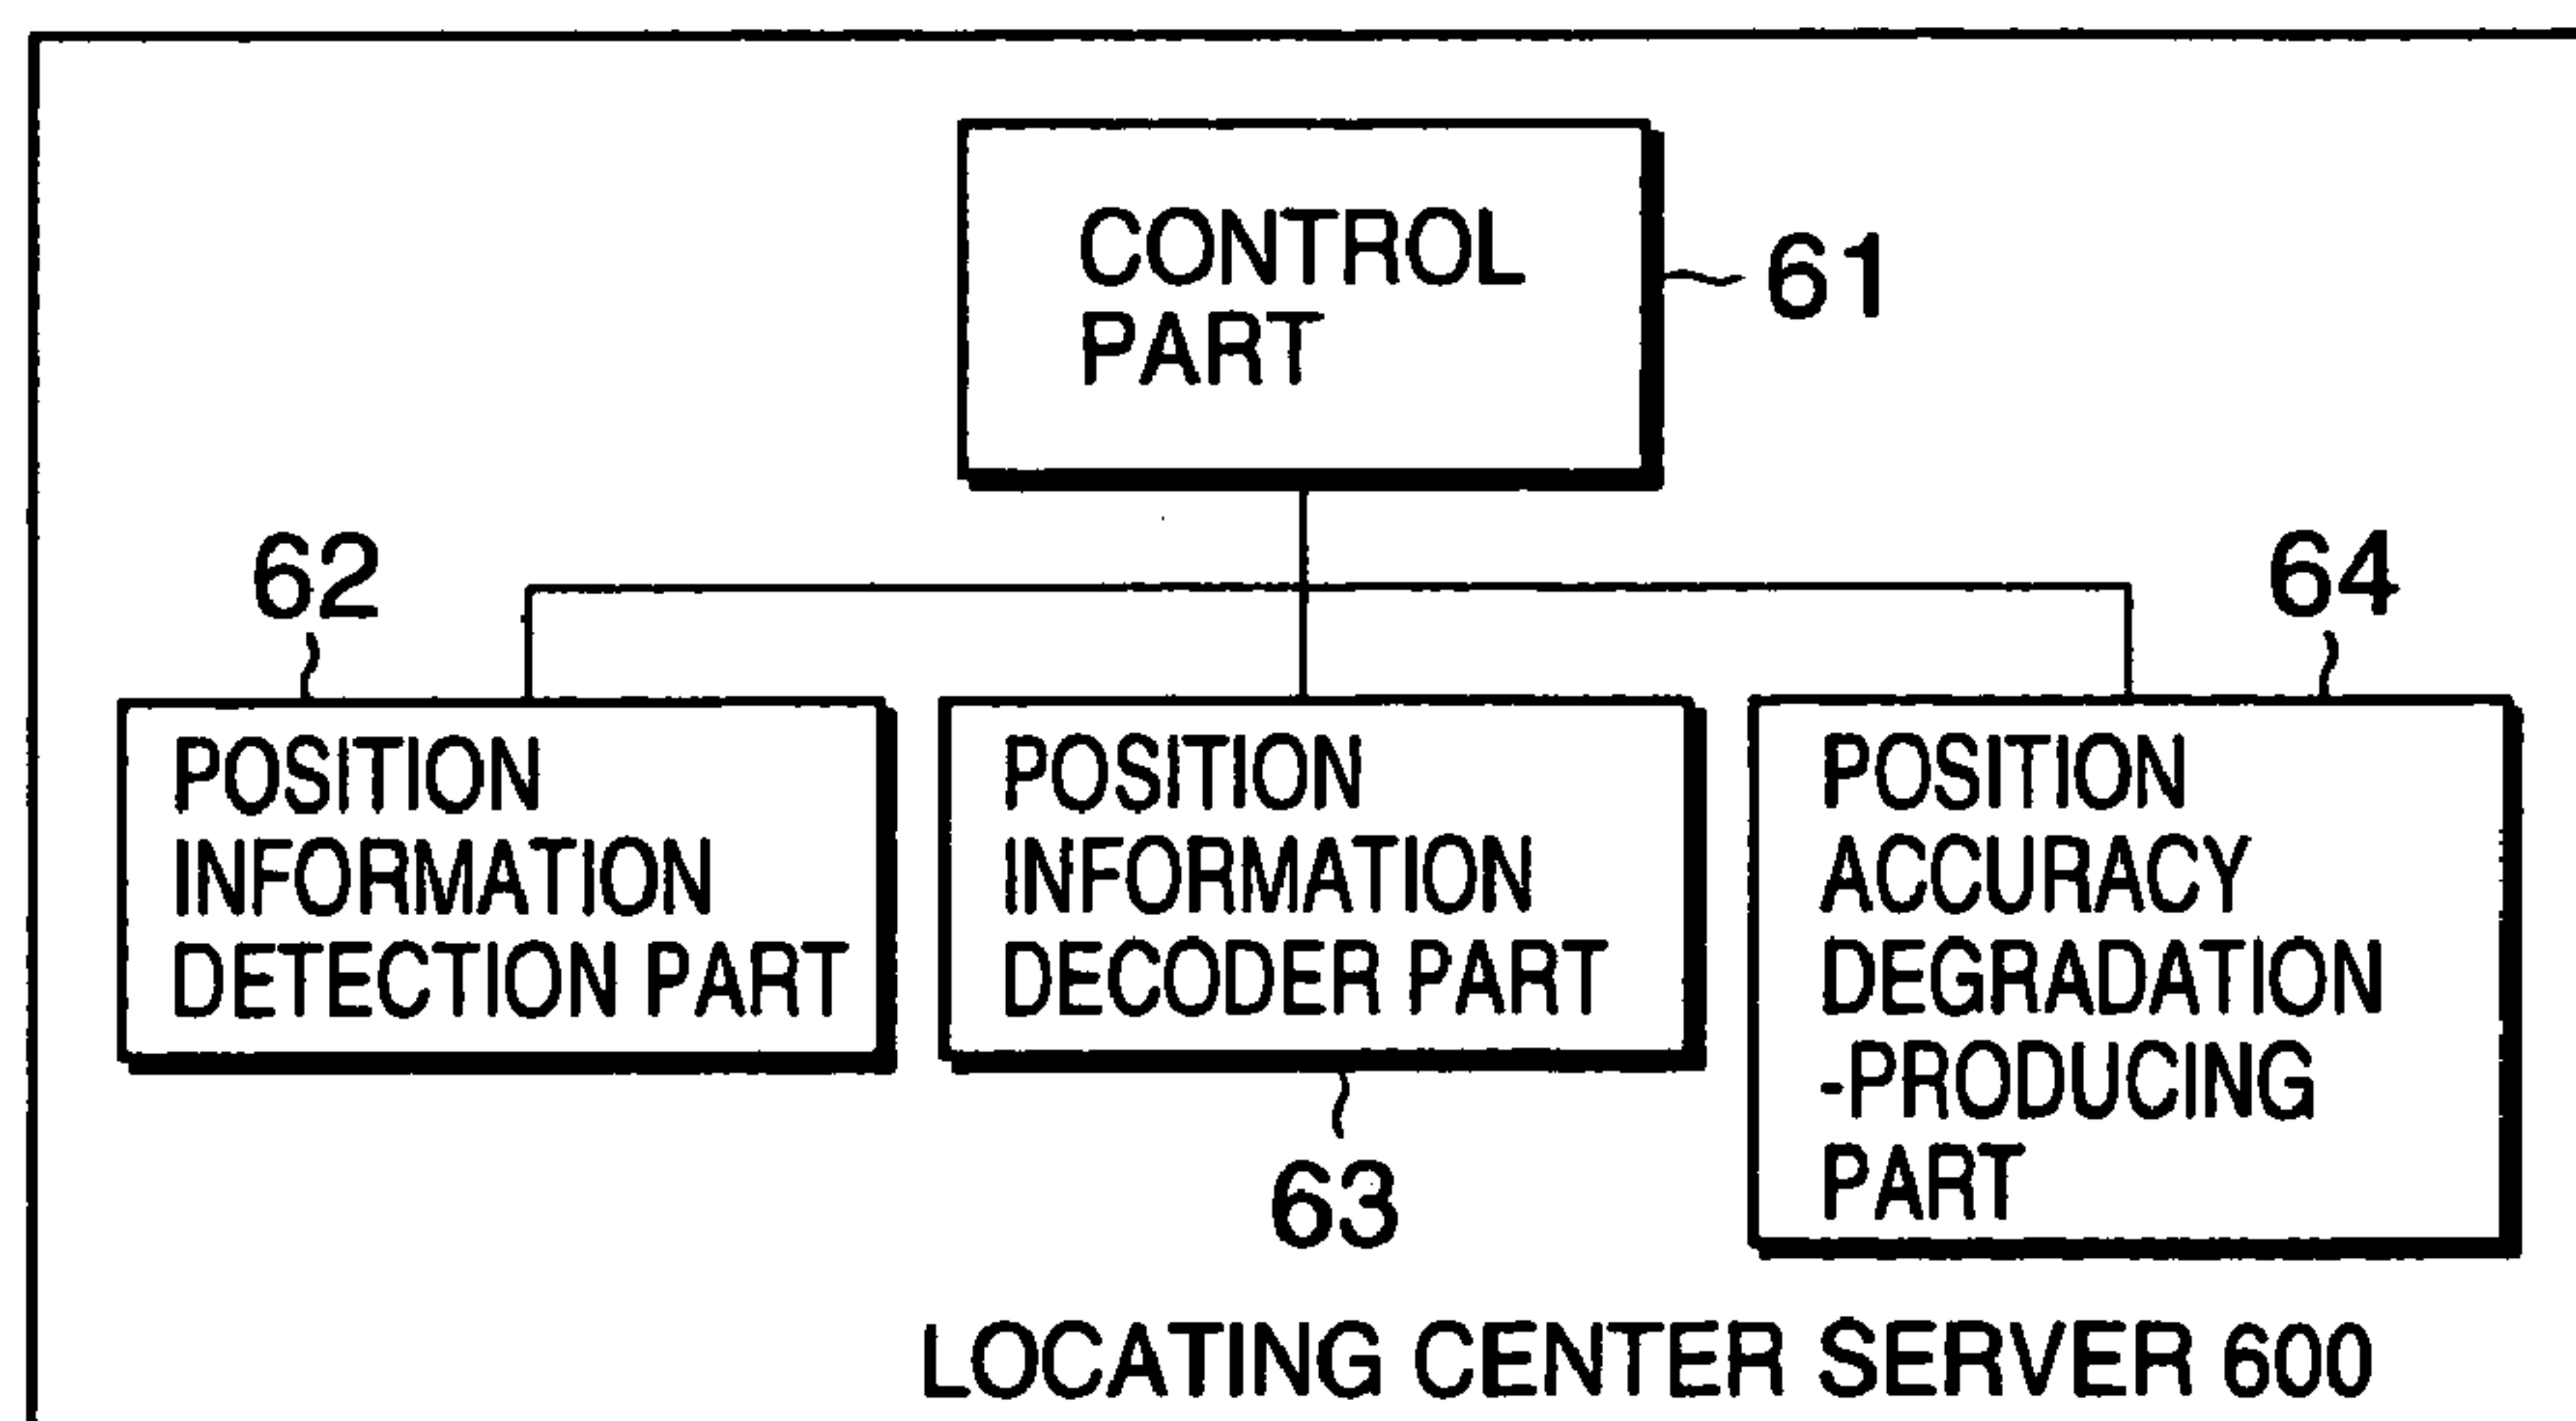 CONTROL
PART
61
62
64
POSITION
INFORMATION
DETECTION PART
POSITION
INFORMATION
DECODER PART
POSITION
ACCURACY
DEGRADATION
-PRODUCING
PART
63
LOCATING CENTER SERVER 600